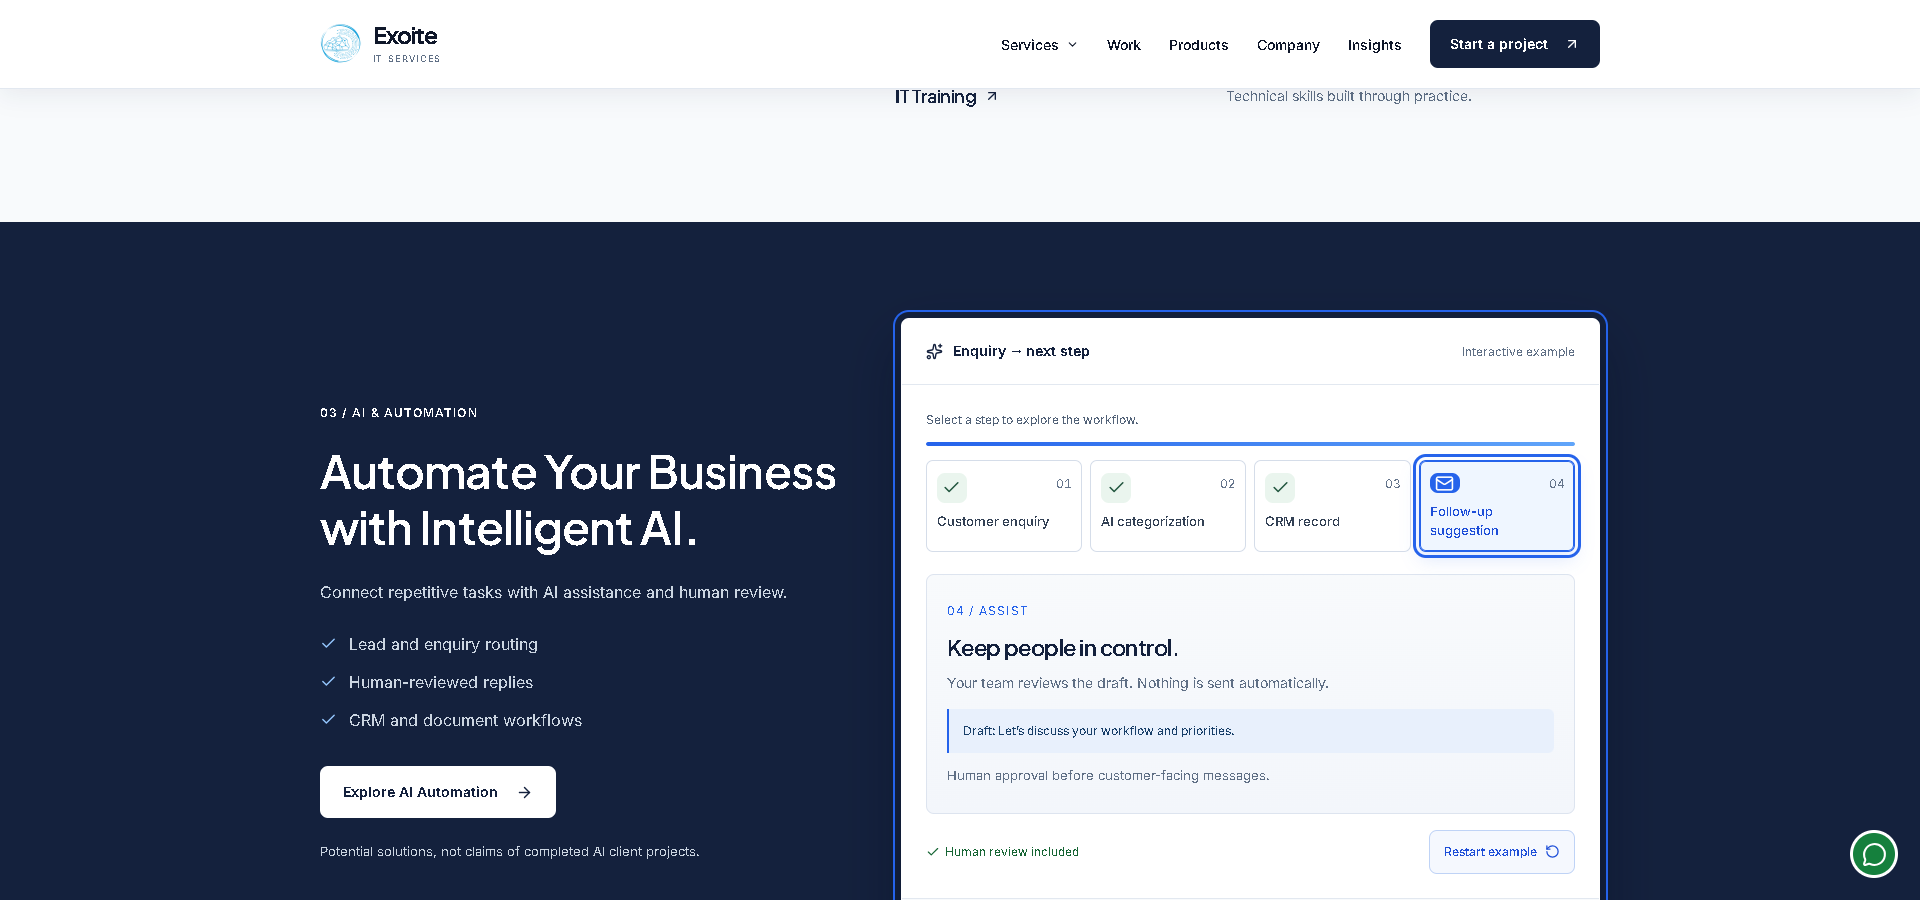 Exoite
IT SERVICES
Services
Work
Products
Company
Insights
Start a project
IT Training
Technical skills built through practice.
03 / AI & AUTOMATION
Automate Your Business
with Intelligent AI.
Connect repetitive tasks with AI assistance and human review.
Lead and enquiry routing
Human-reviewed replies
CRM and document workflows
Explore AI Automation
Potential solutions, not claims of completed AI client projects.
Enquiry → next step
Interactive example
Select a step to explore the workflow.
01
Customer enquiry
02
AI categorization
03
CRM record
04
Follow-up
suggestion
04 / ASSIST
Keep people in control.
Your team reviews the draft. Nothing is sent automatically.
Draft: Let's discuss your workflow and priorities.
Human approval before customer-facing messages.
Human review included
Restart example